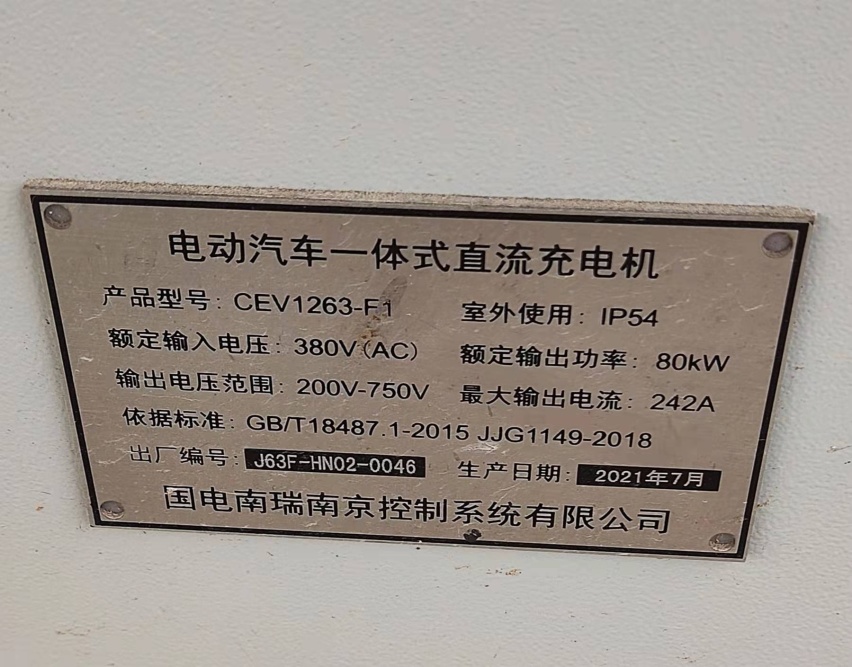 电动汽车一体式直流充电机
产品型号: CEV1263-F1 室外使用: IP54
额定输入电压: 380V(AC) 额定输出功率: 80kW
输出电压范围: 200V-750V 最大输出电流: 242A
依据标准: GB/T18487.1-2015 JJG1149-2018
出厂编号: J63F-HN02-0046 生产日期: 2021年7月
国电南瑞南京控制系统有限公司